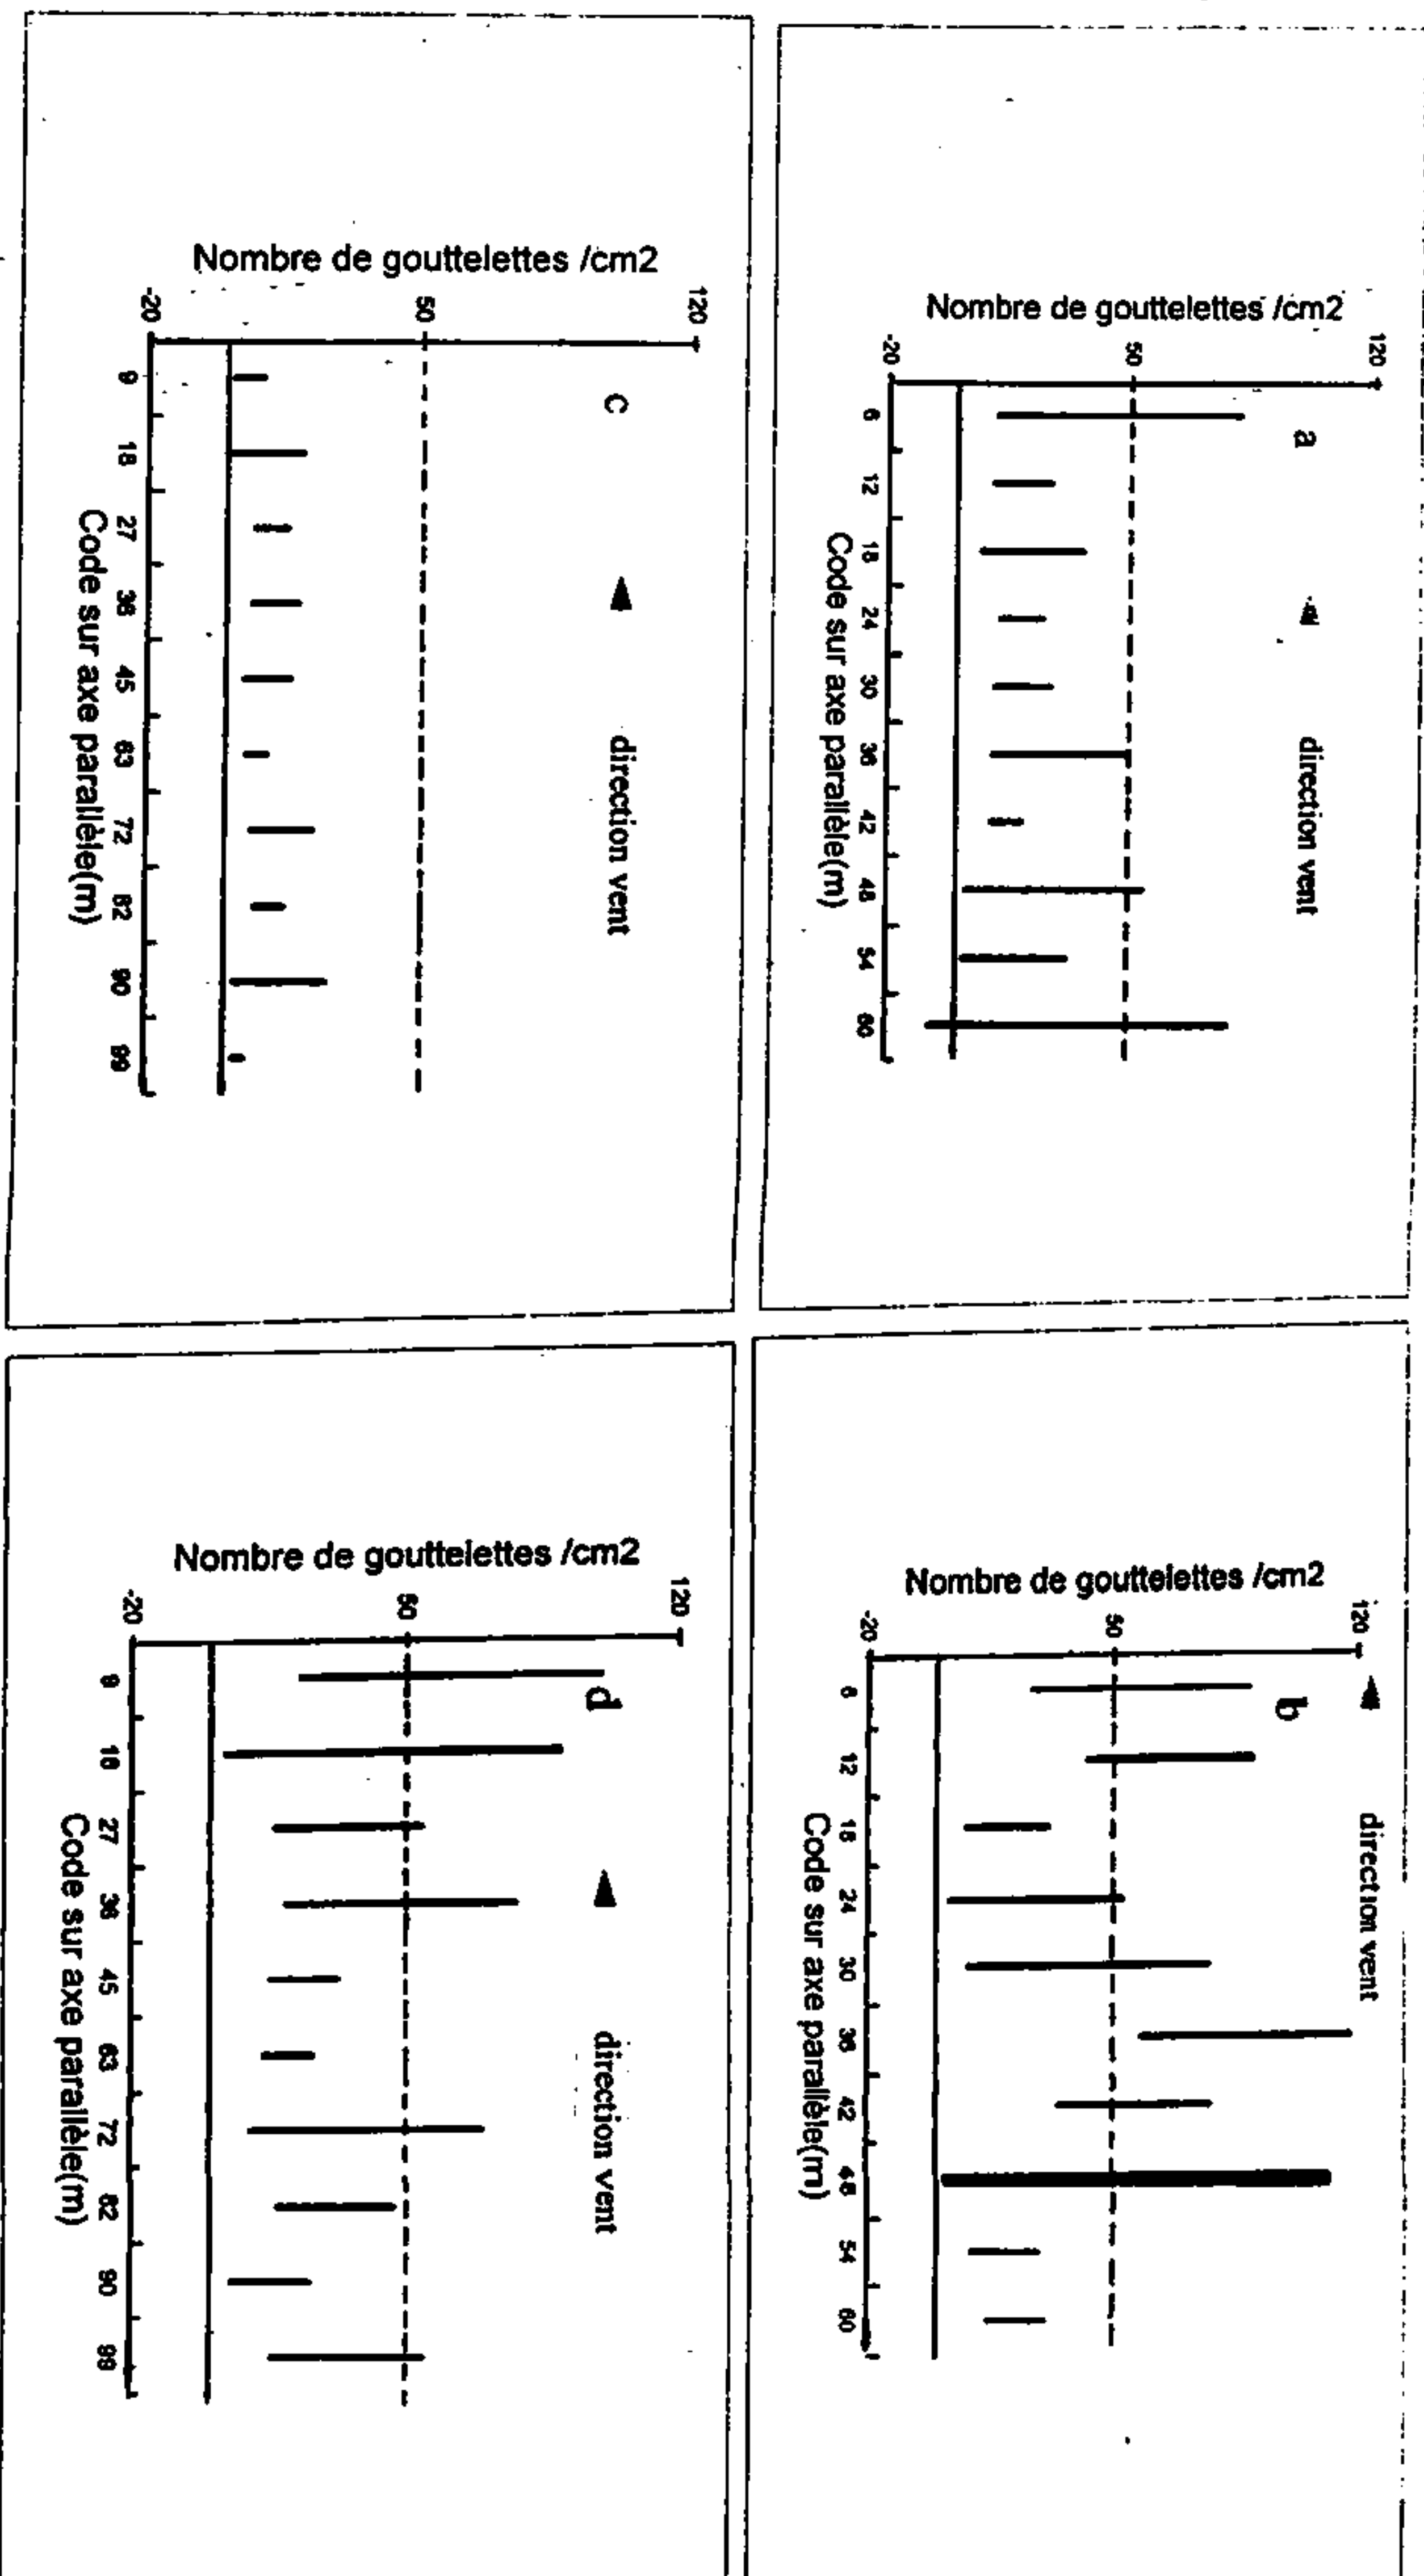 Nombre de gouttelettes /cm2
120
50
-20
a
direction vent
6 12 18 24 30 36 42 48 54 60
Code sur axe parallèle(m)
Nombre de gouttelettes /cm2
120
50
-20
direction vent
b
6 12 18 24 30 36 42 48 54 60
Code sur axe parallèle(m)
Nombre de gouttelettes /cm2
120
50
-20
c
direction vent
9 18 27 36 45 63 72 82 90 99
Code sur axe parallèle(m)
Nombre de gouttelettes /cm2
120
50
-20
d
direction vent
9 18 27 36 45 63 72 82 90 99
Code sur axe parallèle(m)